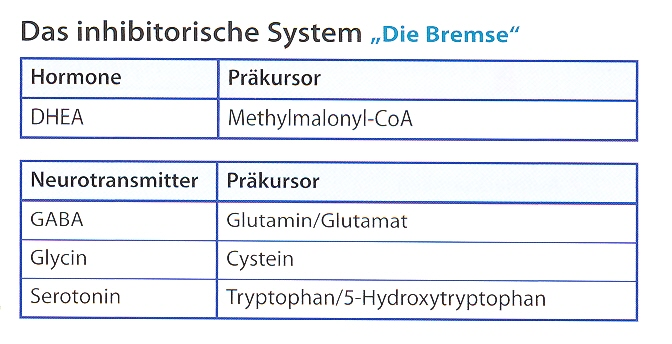 Das inhibitorische System „Die Bremse“
Hormone Präkursor
DHEA Methylmalonyl-CoA
Neurotransmitter Präkursor
GABA Glutamin/Glutamat
Glycin Cystein
Serotonin Tryptophan/5-Hydroxytryptophan